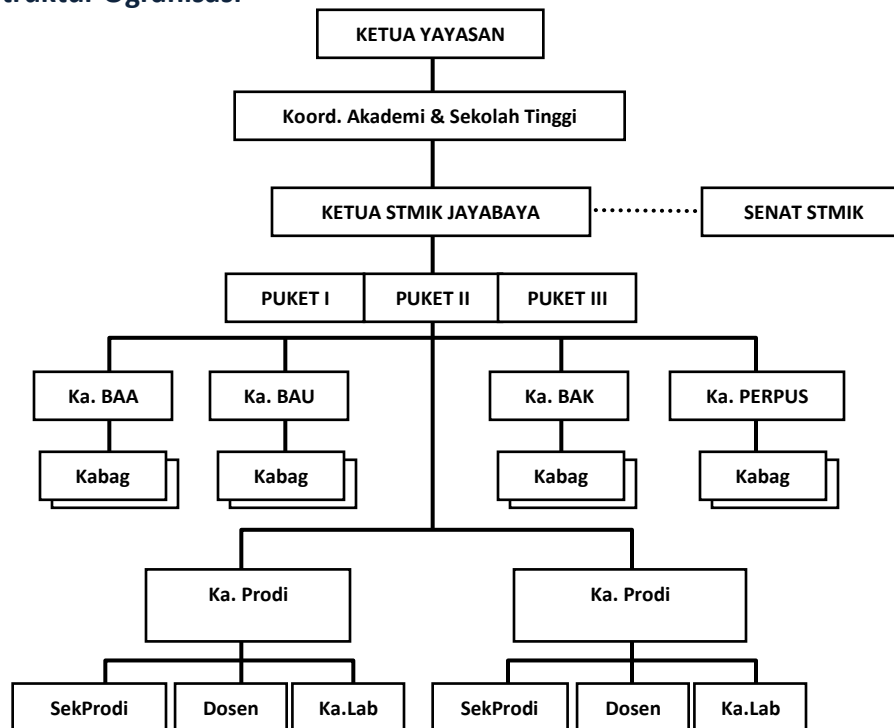 KETUA YAYASAN
Koord. Akademi & Sekolah Tinggi
KETUA STMIK JAYABAYA
SENAT STMIK
PUKET I
PUKET II
PUKET III
Ka. BAA
Ka. BAU
Ka. BAK
Ka. PERPUS
Kabag
Kabag
Kabag
Kabag
Ka. Prodi
Ka. Prodi
SekProdi
Dosen
Ka.Lab
SekProdi
Dosen
Ka.Lab